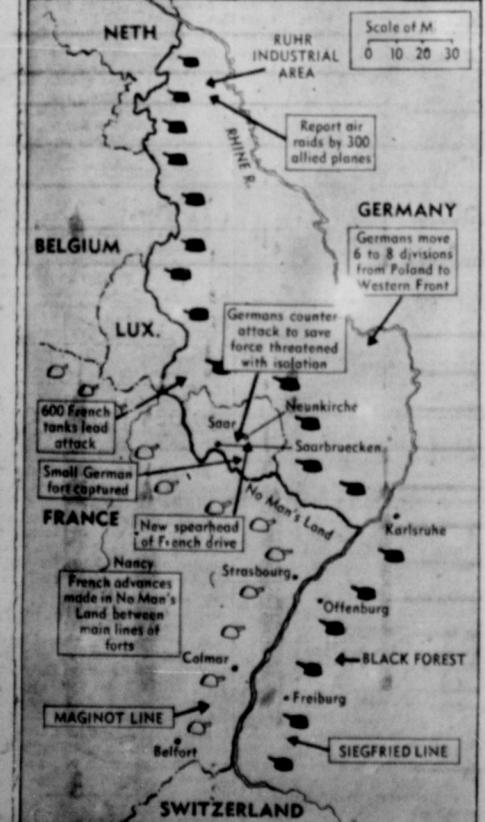 NETH
Scale of M
0 10 20 30
RUHR
INDUSTRIAL
AREA
Report air
raids by 300
allied planes
RHINE R.
GERMANY
Germans move
6 to 8 divisions
from Poland to
Western Front
BELGIUM
LUX.
Germans counter
attack to save
force threatened
with isolation
600 French
tanks lead
attack
Saar
Neunkirche
Saarbruecken
Small German
fort captured
No Man's Land
FRANCE
New spearhead
of French drive
Karlsruhe
Nancy
French advances
made in No Man's
Land between
main lines of
forts
Strasbourg
Offenburg
Colmar
BLACK FOREST
Freiburg
MAGINOT LINE
Belfort
SIEGFRIED LINE
SWITZERLAND